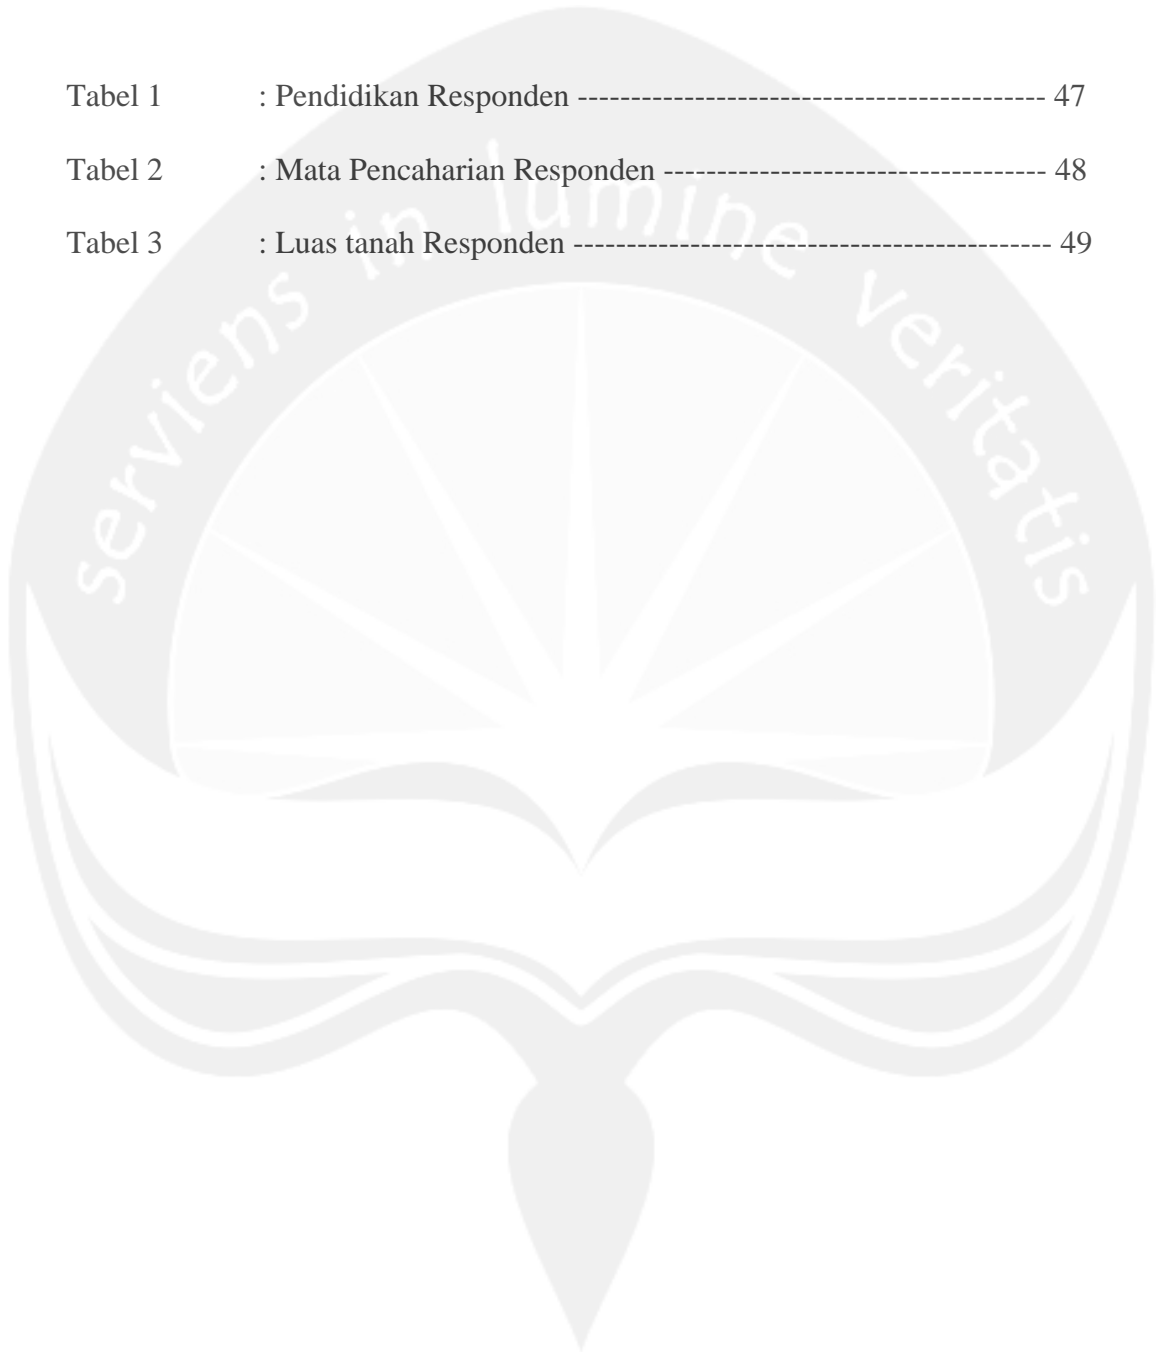 Tabel 1 : Pendidikan Responden -------------------------------------------- 47
Tabel 2 : Mata Pencaharian Responden ------------------------------------ 48
Tabel 3 : Luas tanah Responden --------------------------------------------- 49
serviens in lumine veritatis